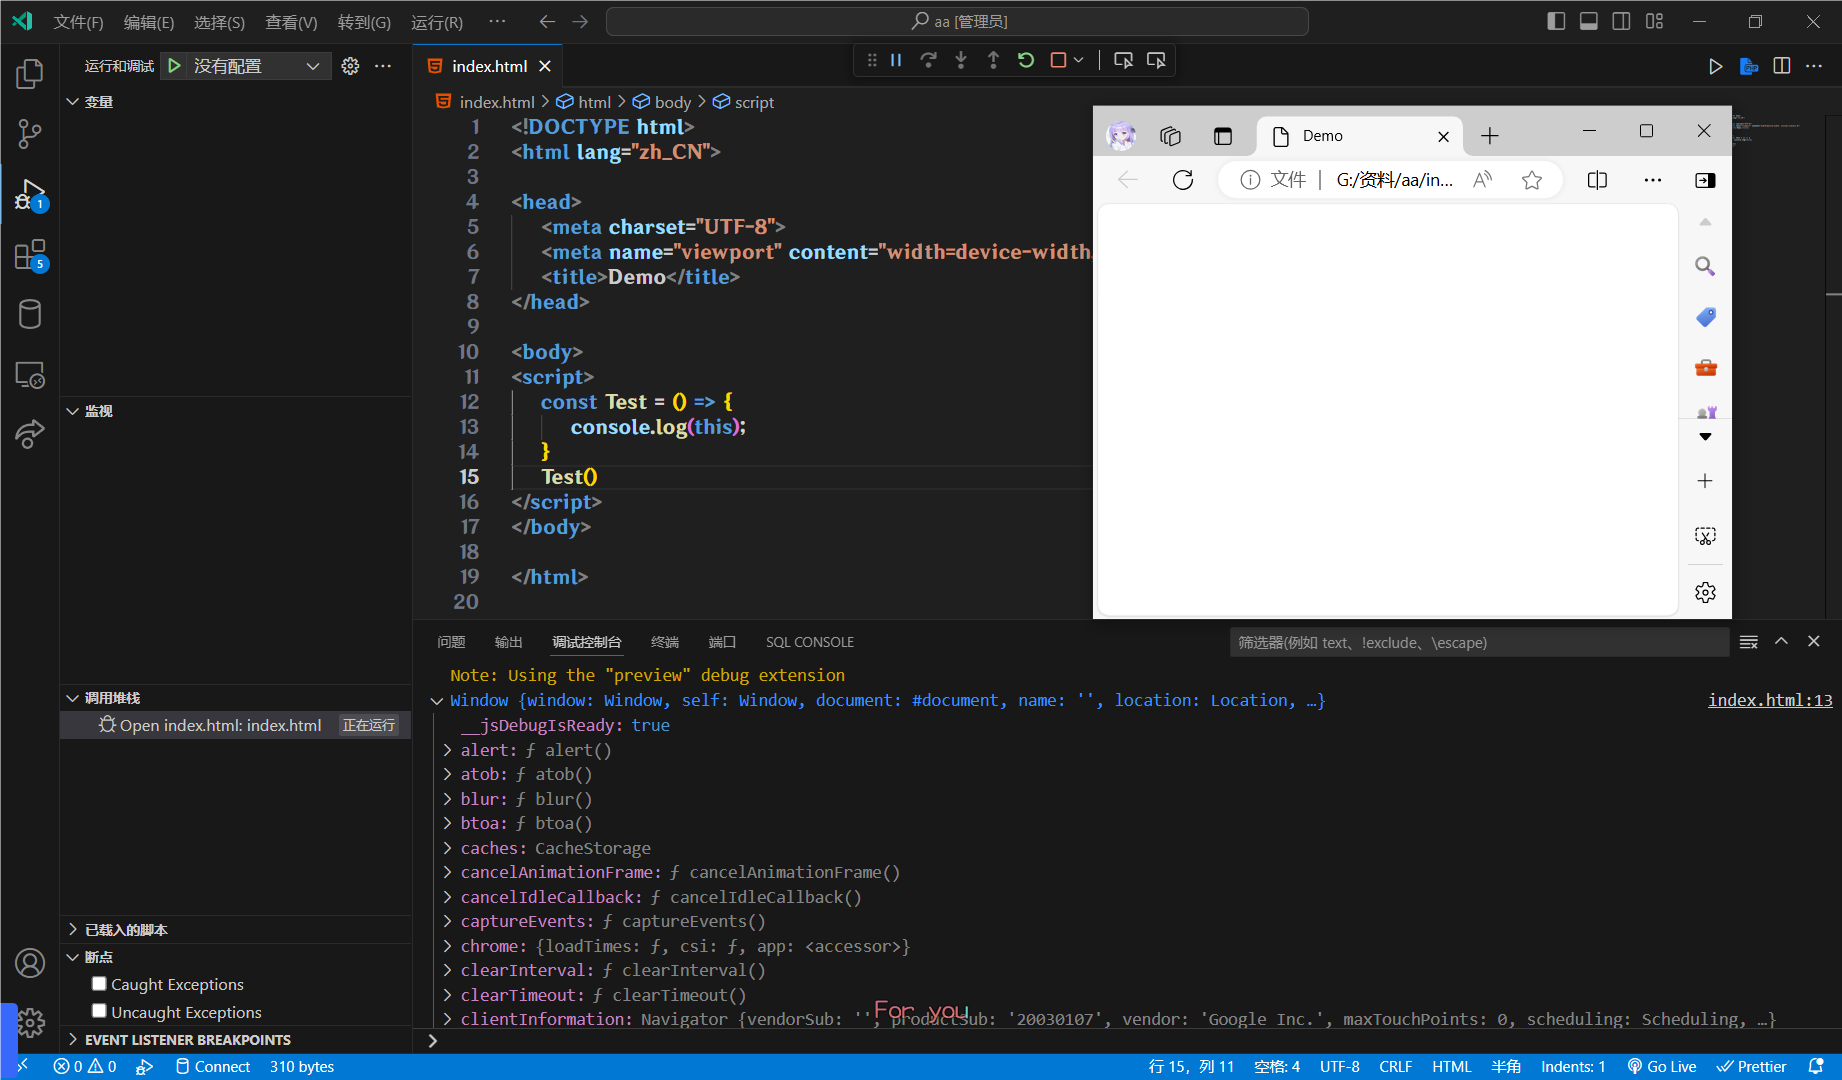 文件(F) 编辑(E) 选择(S) 查看(V) 转到(G) 运行(R) ··· aa [管理员]
运行和调试 没有配置 ···
index.html
index.html > html > body > script
变量
1 <!DOCTYPE html>
2 <html lang="zh_CN">
3
4 <head>
5 <meta charset="UTF-8">
6 <meta name="viewport" content="width=device-width,
7 <title>Demo</title>
8 </head>
9
10 <body>
11 <script>
12 const Test = () => {
13 console.log(this);
14 }
15 Test()
16 </script>
17 </body>
18
19 </html>
20
Demo
文件 | G:/资料/aa/in...
1
5
监视
调用堆栈
Open index.html: index.html 正在运行
已载入的脚本
断点
Caught Exceptions
Uncaught Exceptions
EVENT LISTENER BREAKPOINTS
问题 输出 调试控制台 终端 端口 SQL CONSOLE 筛选器(例如 text、!exclude、\escape)
Note: Using the "preview" debug extension
Window {window: Window, self: Window, document: #document, name: '', location: Location, …} index.html:13
__jsDebugIsReady: true
> alert: ƒ alert()
> atob: ƒ atob()
> blur: ƒ blur()
> btoa: ƒ btoa()
> caches: CacheStorage
> cancelAnimationFrame: ƒ cancelAnimationFrame()
> cancelIdleCallback: ƒ cancelIdleCallback()
> captureEvents: ƒ captureEvents()
> chrome: {loadTimes: ƒ, csi: ƒ, app: <accessor>}
> clearInterval: ƒ clearInterval()
> clearTimeout: ƒ clearTimeout()
For you
> clientInformation: Navigator {vendorSub: '', productSub: '20030107', vendor: 'Google Inc.', maxTouchPoints: 0, scheduling: Scheduling, …}
>
0 0 Connect 310 bytes 行 15，列 11 空格: 4 UTF-8 CRLF HTML 半角 Indents: 1 Go Live Prettier